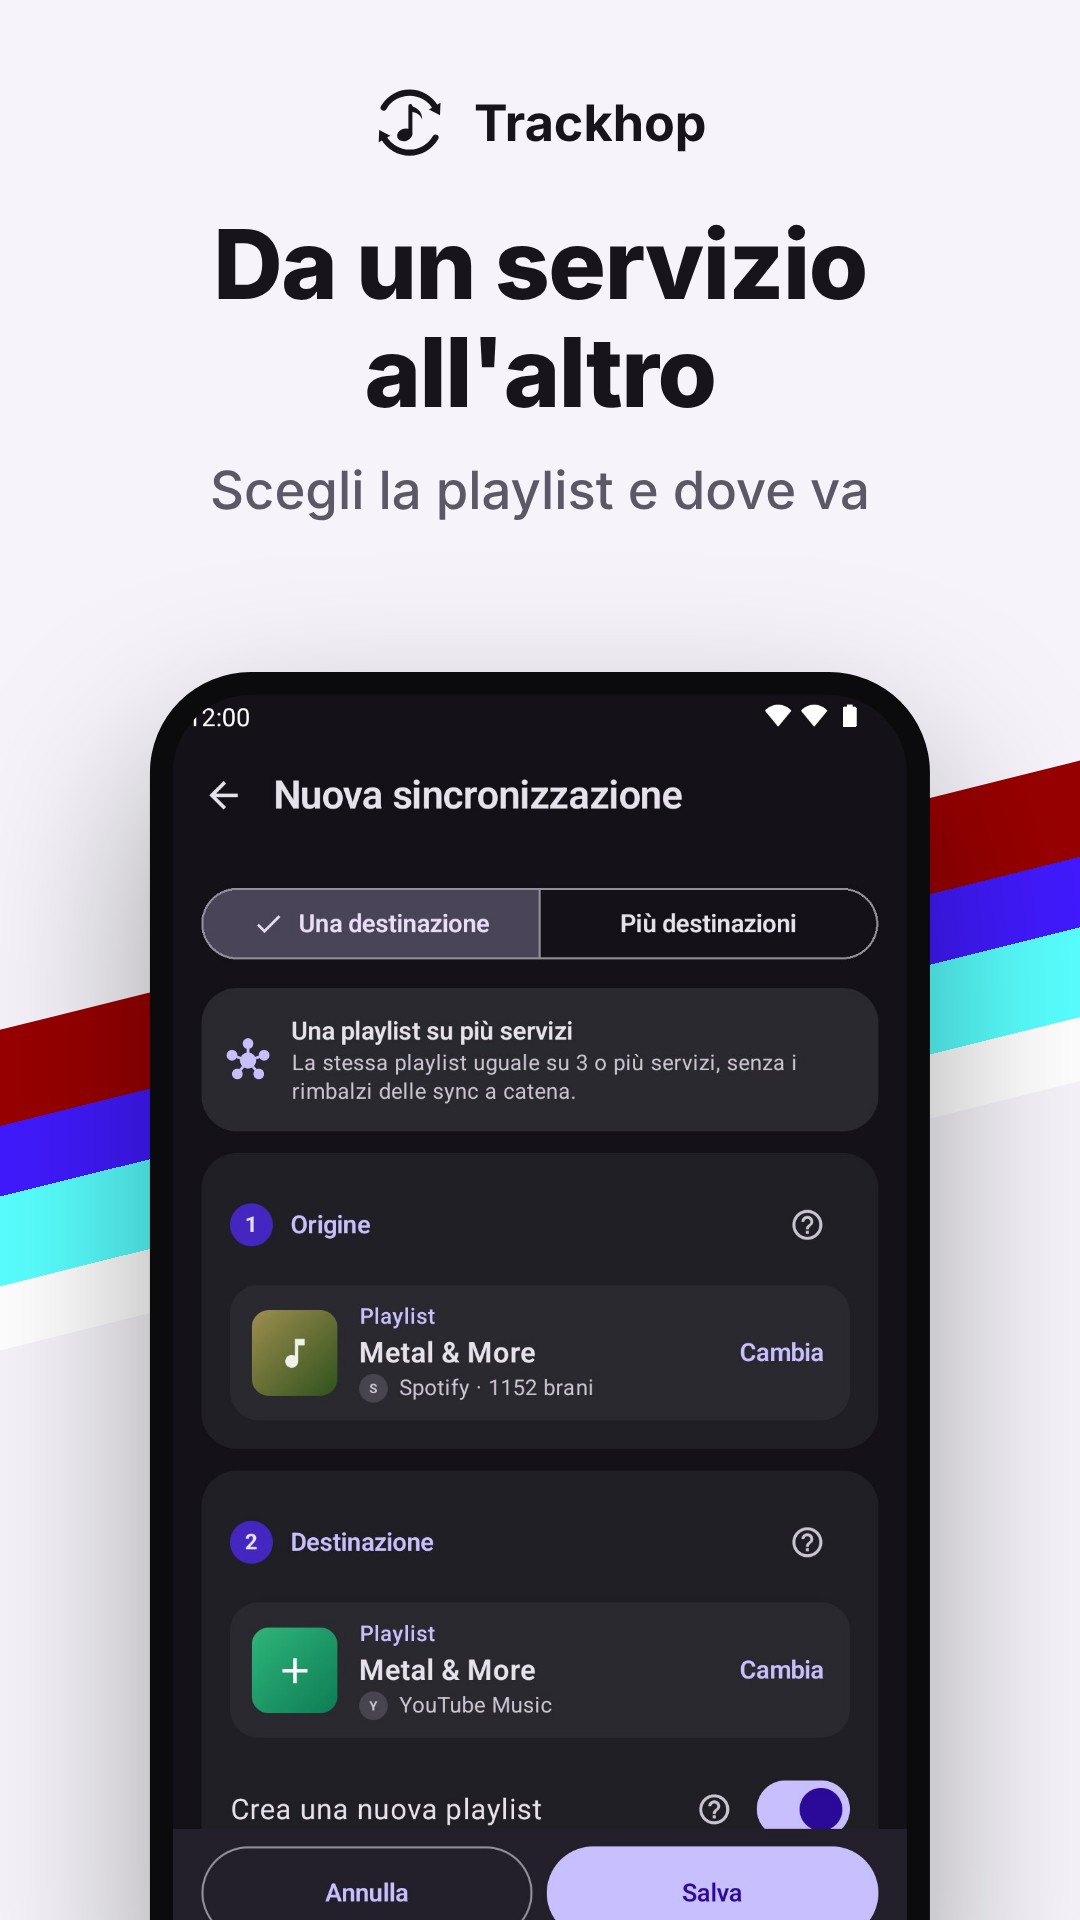 Trackhop
Da un servizio
all'altro
Scegli la playlist e dove va
12:00
Nuova sincronizzazione
Una destinazione
Più destinazioni
Una playlist su più servizi
La stessa playlist uguale su 3 o più servizi, senza i
rimbalzi delle sync a catena.
1 Origine
Playlist
Metal & More
Cambia
S Spotify · 1152 brani
2 Destinazione
Playlist
Metal & More
Cambia
Y YouTube Music
Crea una nuova playlist
Annulla
Salva